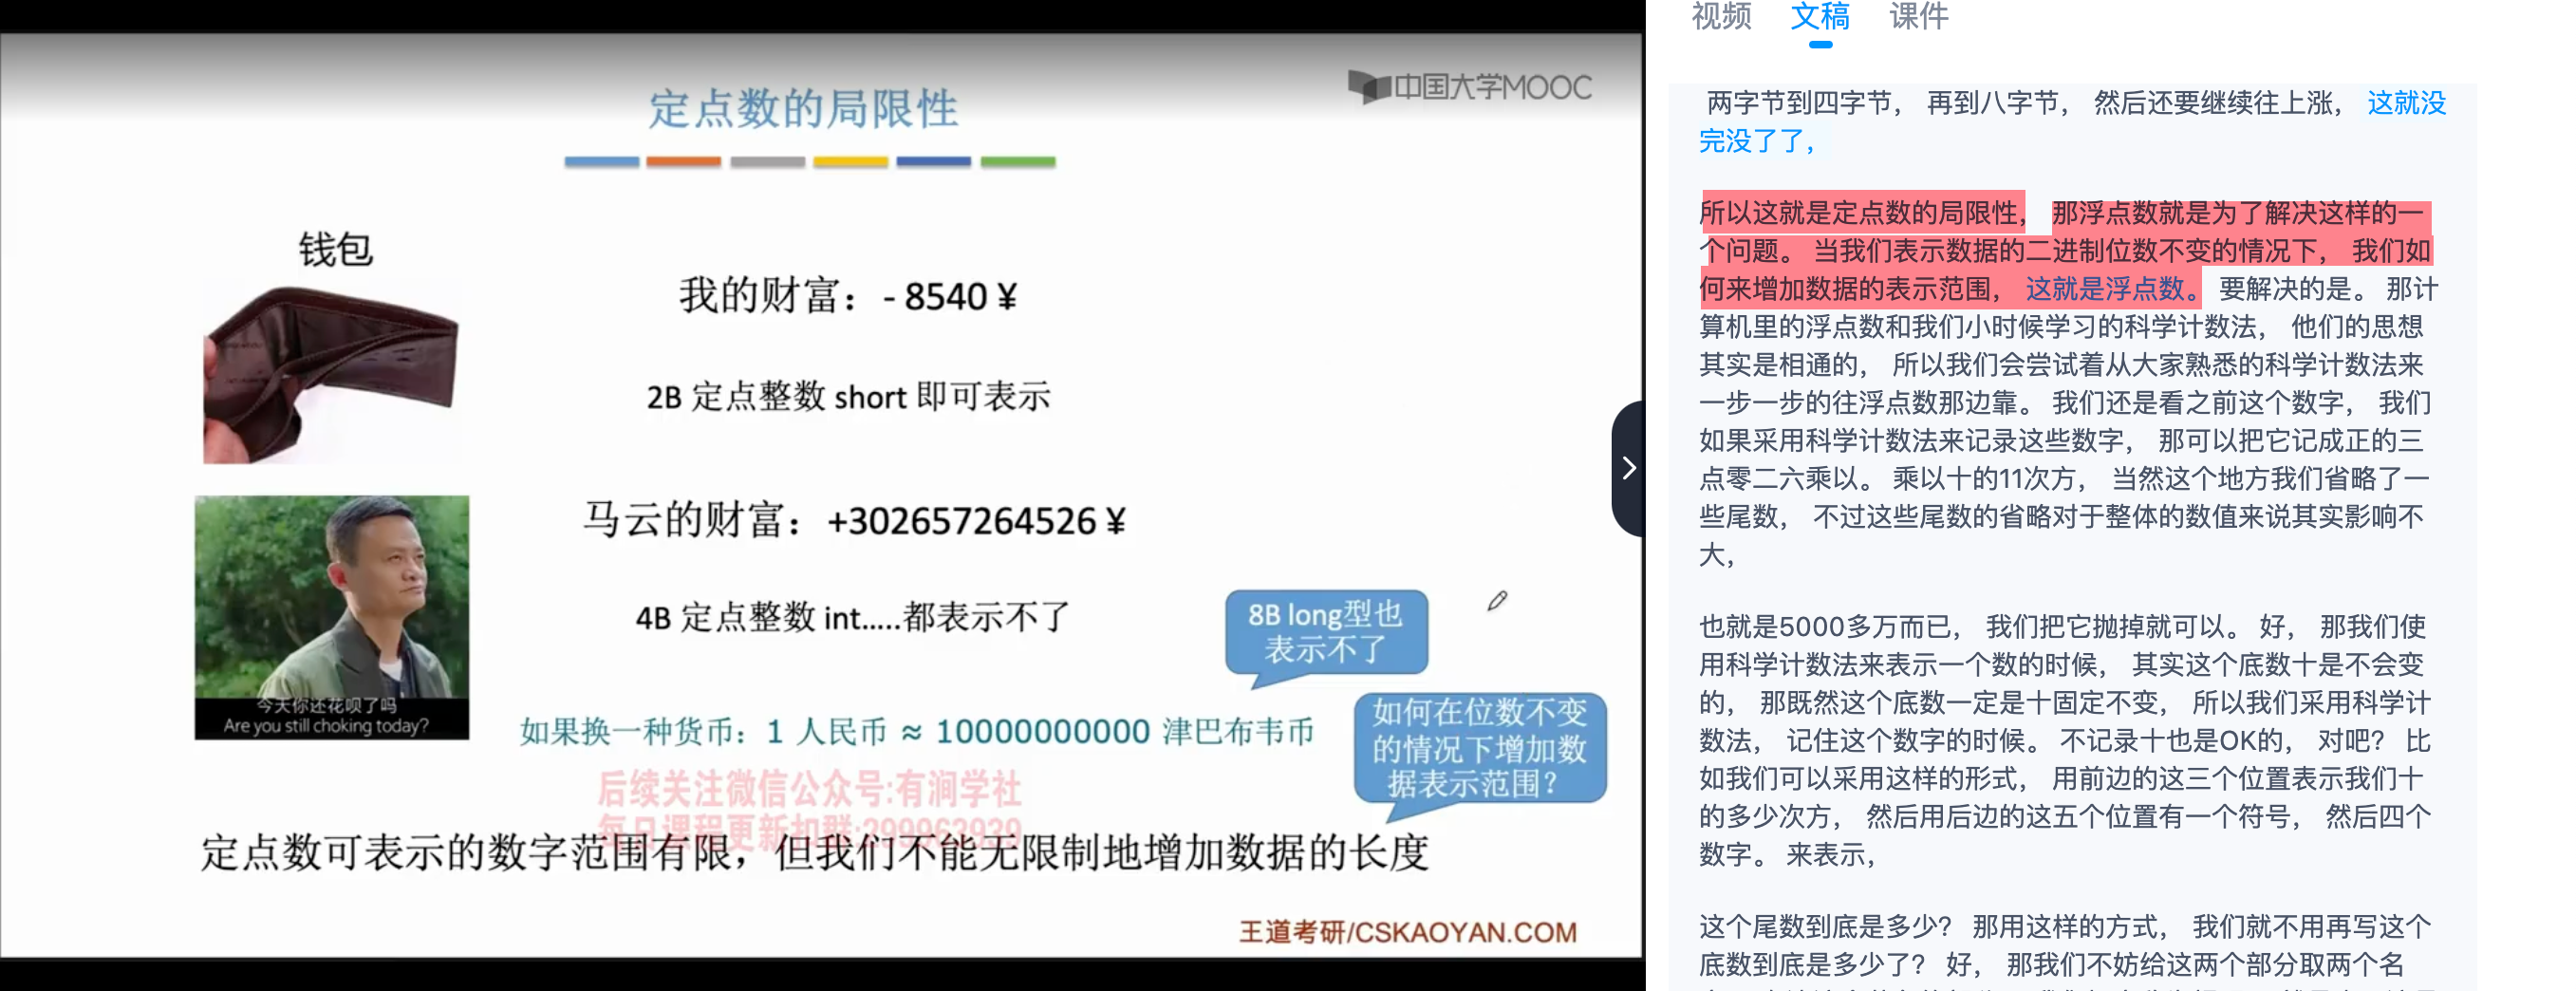 中国大学MOOC
定点数的局限性
钱包
我的财富：- 8540 ¥
2B 定点整数 short 即可表示
马云的财富：+302657264526 ¥
4B 定点整数 int…..都表示不了
8B long型也
表示不了
今天你还花呗了吗
Are you still choking today?
如果换一种货币：1 人民币 ≈ 10000000000 津巴布韦币
如何在位数不变
的情况下增加数
据表示范围？
后续关注微信公众号:有涧学社
每日课程更新扣群:299963939
定点数可表示的数字范围有限，但我们不能无限制地增加数据的长度
王道考研/CSKAOYAN.COM
视频 文稿 课件
两字节到四字节， 再到八字节， 然后还要继续往上涨， 这就没
完没了了，
所以这就是定点数的局限性， 那浮点数就是为了解决这样的一
个问题。 当我们表示数据的二进制位数不变的情况下， 我们如
何来增加数据的表示范围， 这就是浮点数。 要解决的是。 那计
算机里的浮点数和我们小时候学习的科学计数法， 他们的思想
其实是相通的， 所以我们会尝试着从大家熟悉的科学计数法来
一步一步的往浮点数那边靠。 我们还是看之前这个数字， 我们
如果采用科学计数法来记录这些数字， 那可以把它记成正的三
点零二六乘以。 乘以十的11次方， 当然这个地方我们省略了一
些尾数， 不过这些尾数的省略对于整体的数值来说其实影响不
大，
也就是5000多万而已， 我们把它抛掉就可以。 好， 那我们使
用科学计数法来表示一个数的时候， 其实这个底数十是不会变
的， 那既然这个底数一定是十固定不变， 所以我们采用科学计
数法， 记住这个数字的时候。 不记录十也是OK的， 对吧？ 比
如我们可以采用这样的形式， 用前边的这三个位置表示我们十
的多少次方， 然后用后边的这五个位置有一个符号， 然后四个
数字。 来表示，
这个尾数到底是多少？ 那用这样的方式， 我们就不用再写这个
底数到底是多少了？ 好， 那我们不妨给这两个部分取两个名